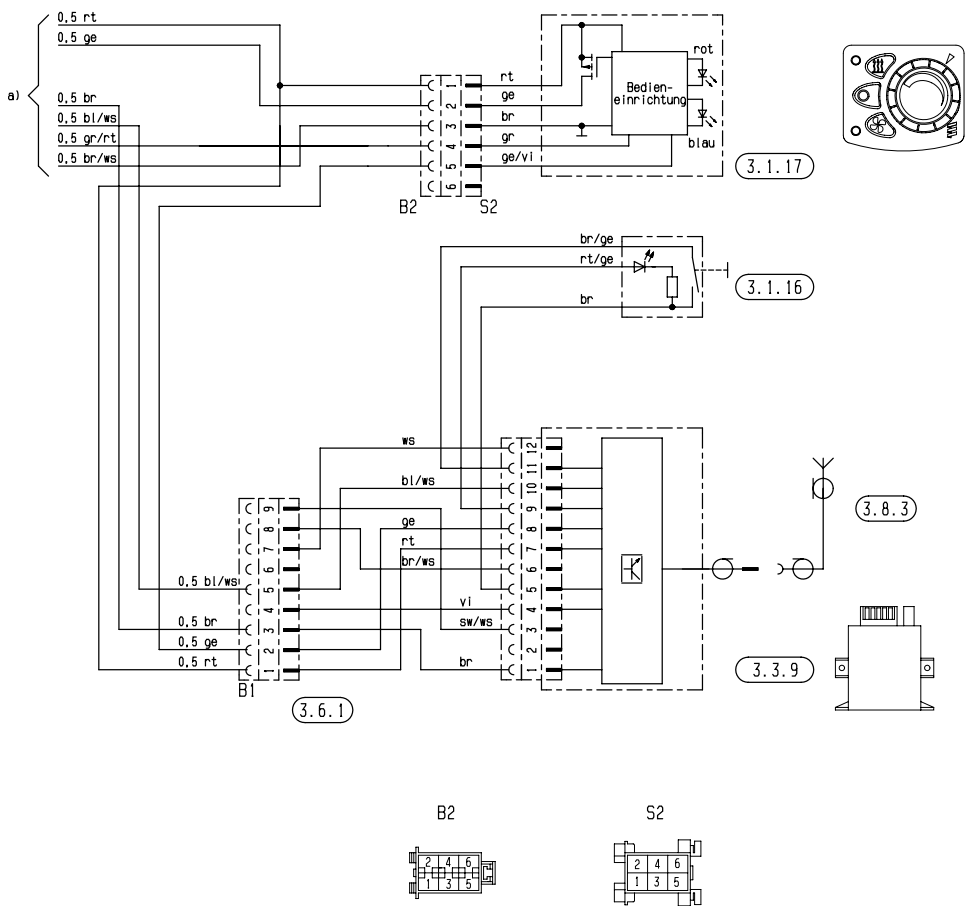 a)
0,5 rt
0,5 ge
0,5 br
0,5 bl/ws
0,5 gr/rt
0,5 br/ws
rt
ge
br
gr
ge/vi
1
2
3
4
5
6
B2
S2
Bedien-
einrichtung
rot
blau
3.1.17
br/ge
rt/ge
br
3.1.16
ws
bl/ws
ge
rt
br/ws
vi
sw/ws
br
12
11
10
9
8
7
6
5
4
3
2
1
3.8.3
3.3.9
9
8
7
6
5
4
3
2
1
0,5 bl/ws
0,5 br
0,5 ge
0,5 rt
B1
3.6.1
B2
2 4 6
1 3 5
S2
2 4 6
1 3 5